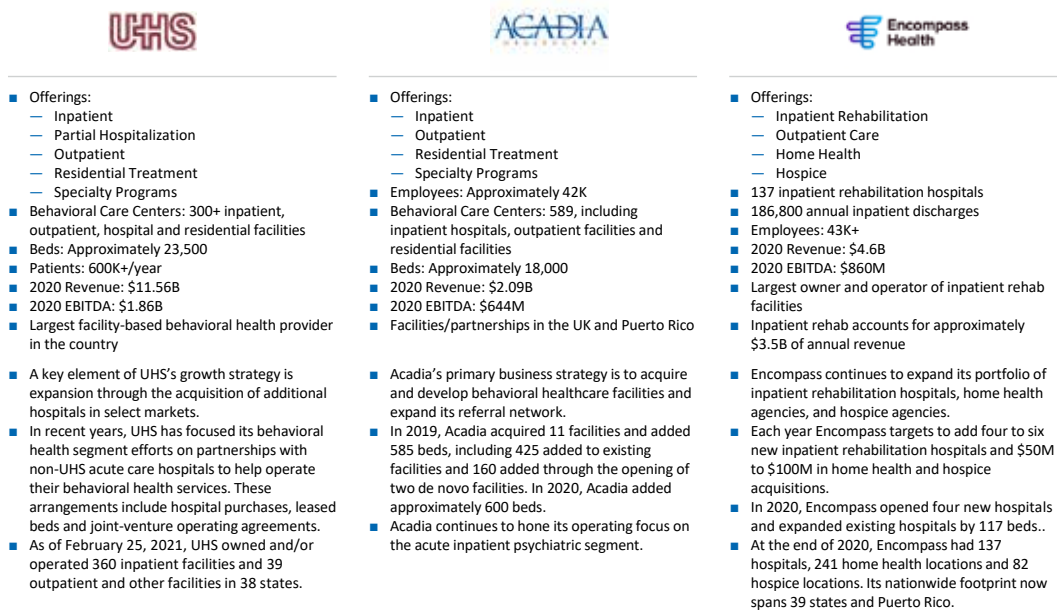 UHS
ACADIA
HEALTHCARE
Encompass
Health
■ Offerings:
— Inpatient
— Partial Hospitalization
— Outpatient
— Residential Treatment
— Specialty Programs
■ Behavioral Care Centers: 300+ inpatient,
outpatient, hospital and residential facilities
■ Beds: Approximately 23,500
■ Patients: 600K+/year
■ 2020 Revenue: $11.56B
■ 2020 EBITDA: $1.86B
■ Largest facility-based behavioral health provider
in the country
■ A key element of UHS's growth strategy is
expansion through the acquisition of additional
hospitals in select markets.
■ In recent years, UHS has focused its behavioral
health segment efforts on partnerships with
non-UHS acute care hospitals to help operate
their behavioral health services. These
arrangements include hospital purchases, leased
beds and joint-venture operating agreements.
■ As of February 25, 2021, UHS owned and/or
operated 360 inpatient facilities and 39
outpatient and other facilities in 38 states.
■ Offerings:
— Inpatient
— Outpatient
— Residential Treatment
— Specialty Programs
■ Employees: Approximately 42K
■ Behavioral Care Centers: 589, including
inpatient hospitals, outpatient facilities and
residential facilities
■ Beds: Approximately 18,000
■ 2020 Revenue: $2.09B
■ 2020 EBITDA: $644M
■ Facilities/partnerships in the UK and Puerto Rico
■ Acadia's primary business strategy is to acquire
and develop behavioral healthcare facilities and
expand its referral network.
■ In 2019, Acadia acquired 11 facilities and added
585 beds, including 425 added to existing
facilities and 160 added through the opening of
two de novo facilities. In 2020, Acadia added
approximately 600 beds.
■ Acadia continues to hone its operating focus on
the acute inpatient psychiatric segment.
■ Offerings:
— Inpatient Rehabilitation
— Outpatient Care
— Home Health
— Hospice
■ 137 inpatient rehabilitation hospitals
■ 186,800 annual inpatient discharges
■ Employees: 43K+
■ 2020 Revenue: $4.6B
■ 2020 EBITDA: $860M
■ Largest owner and operator of inpatient rehab
facilities
■ Inpatient rehab accounts for approximately
$3.5B of annual revenue
■ Encompass continues to expand its portfolio of
inpatient rehabilitation hospitals, home health
agencies, and hospice agencies.
■ Each year Encompass targets to add four to six
new inpatient rehabilitation hospitals and $50M
to $100M in home health and hospice
acquisitions.
■ In 2020, Encompass opened four new hospitals
and expanded existing hospitals by 117 beds..
■ At the end of 2020, Encompass had 137
hospitals, 241 home health locations and 82
hospice locations. Its nationwide footprint now
spans 39 states and Puerto Rico.